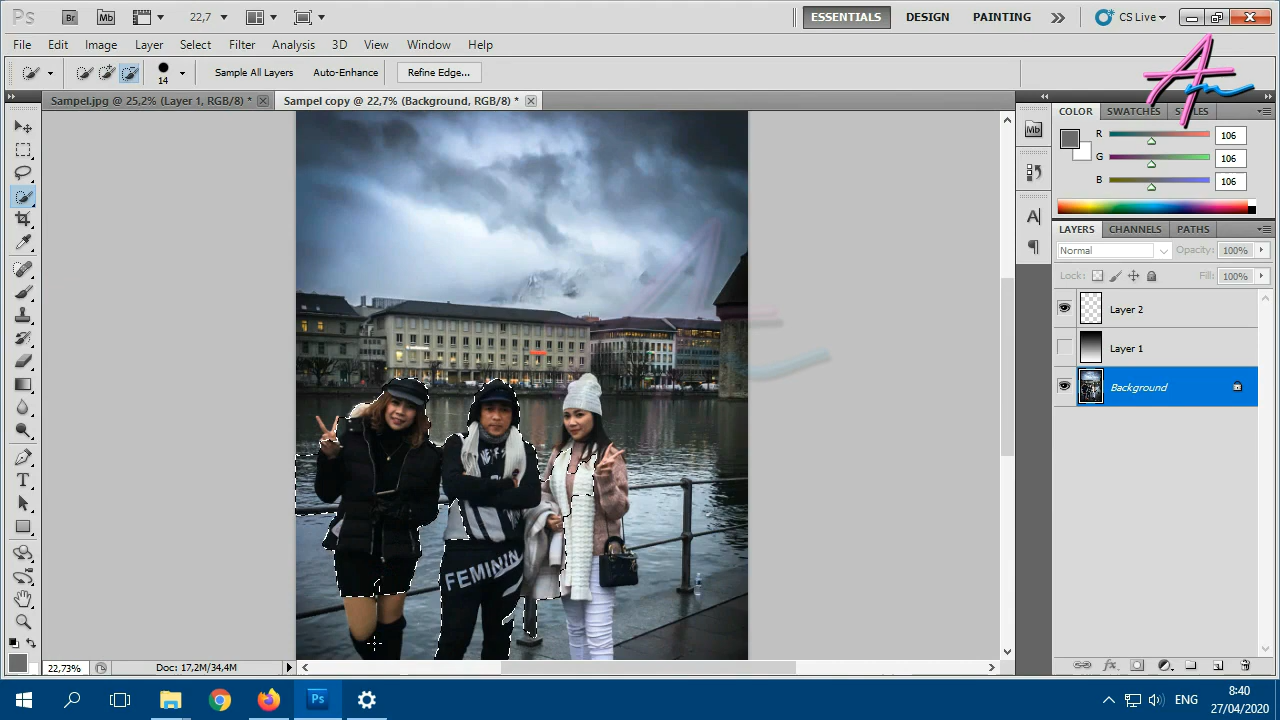 Ps Br Mb 22,7 ESSENTIALS DESIGN PAINTING CS Live
File Edit Image Layer Select Filter Analysis 3D View Window Help
14 Sample All Layers Auto-Enhance Refine Edge...
Sampel.jpg @ 25,2% (Layer 1, RGB/8) * Sampel copy @ 22,7% (Background, RGB/8) *
COLOR SWATCHES STYLES
R 106
G 106
B 106
LAYERS CHANNELS PATHS
Normal Opacity: 100%
Lock: Fill: 100%
Layer 2
Layer 1
Background
FEMININ
22,73% Doc: 17,2M/34,4M
Ps ENG 8:40
27/04/2020